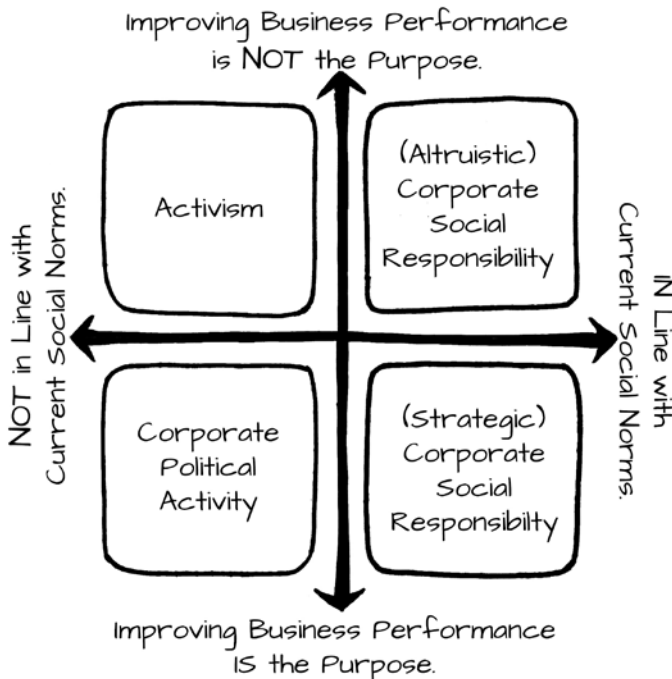 Improving Business Performance
is NOT the Purpose.
Activism
(Altruistic)
Corporate
Social
Responsibility
NOT in Line with
Current Social Norms.
IN Line with
Current Social Norms.
Corporate
Political
Activity
(Strategic)
Corporate
Social
Responsibilty
Improving Business Performance
IS the Purpose.